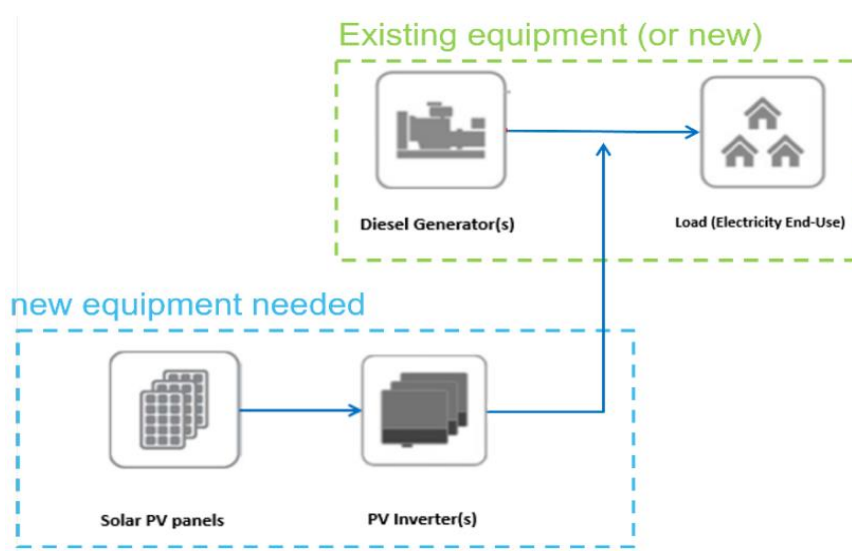 Existing equipment (or new)
Diesel Generator(s)
Load (Electricity End-Use)
new equipment needed
Solar PV panels
PV Inverter(s)